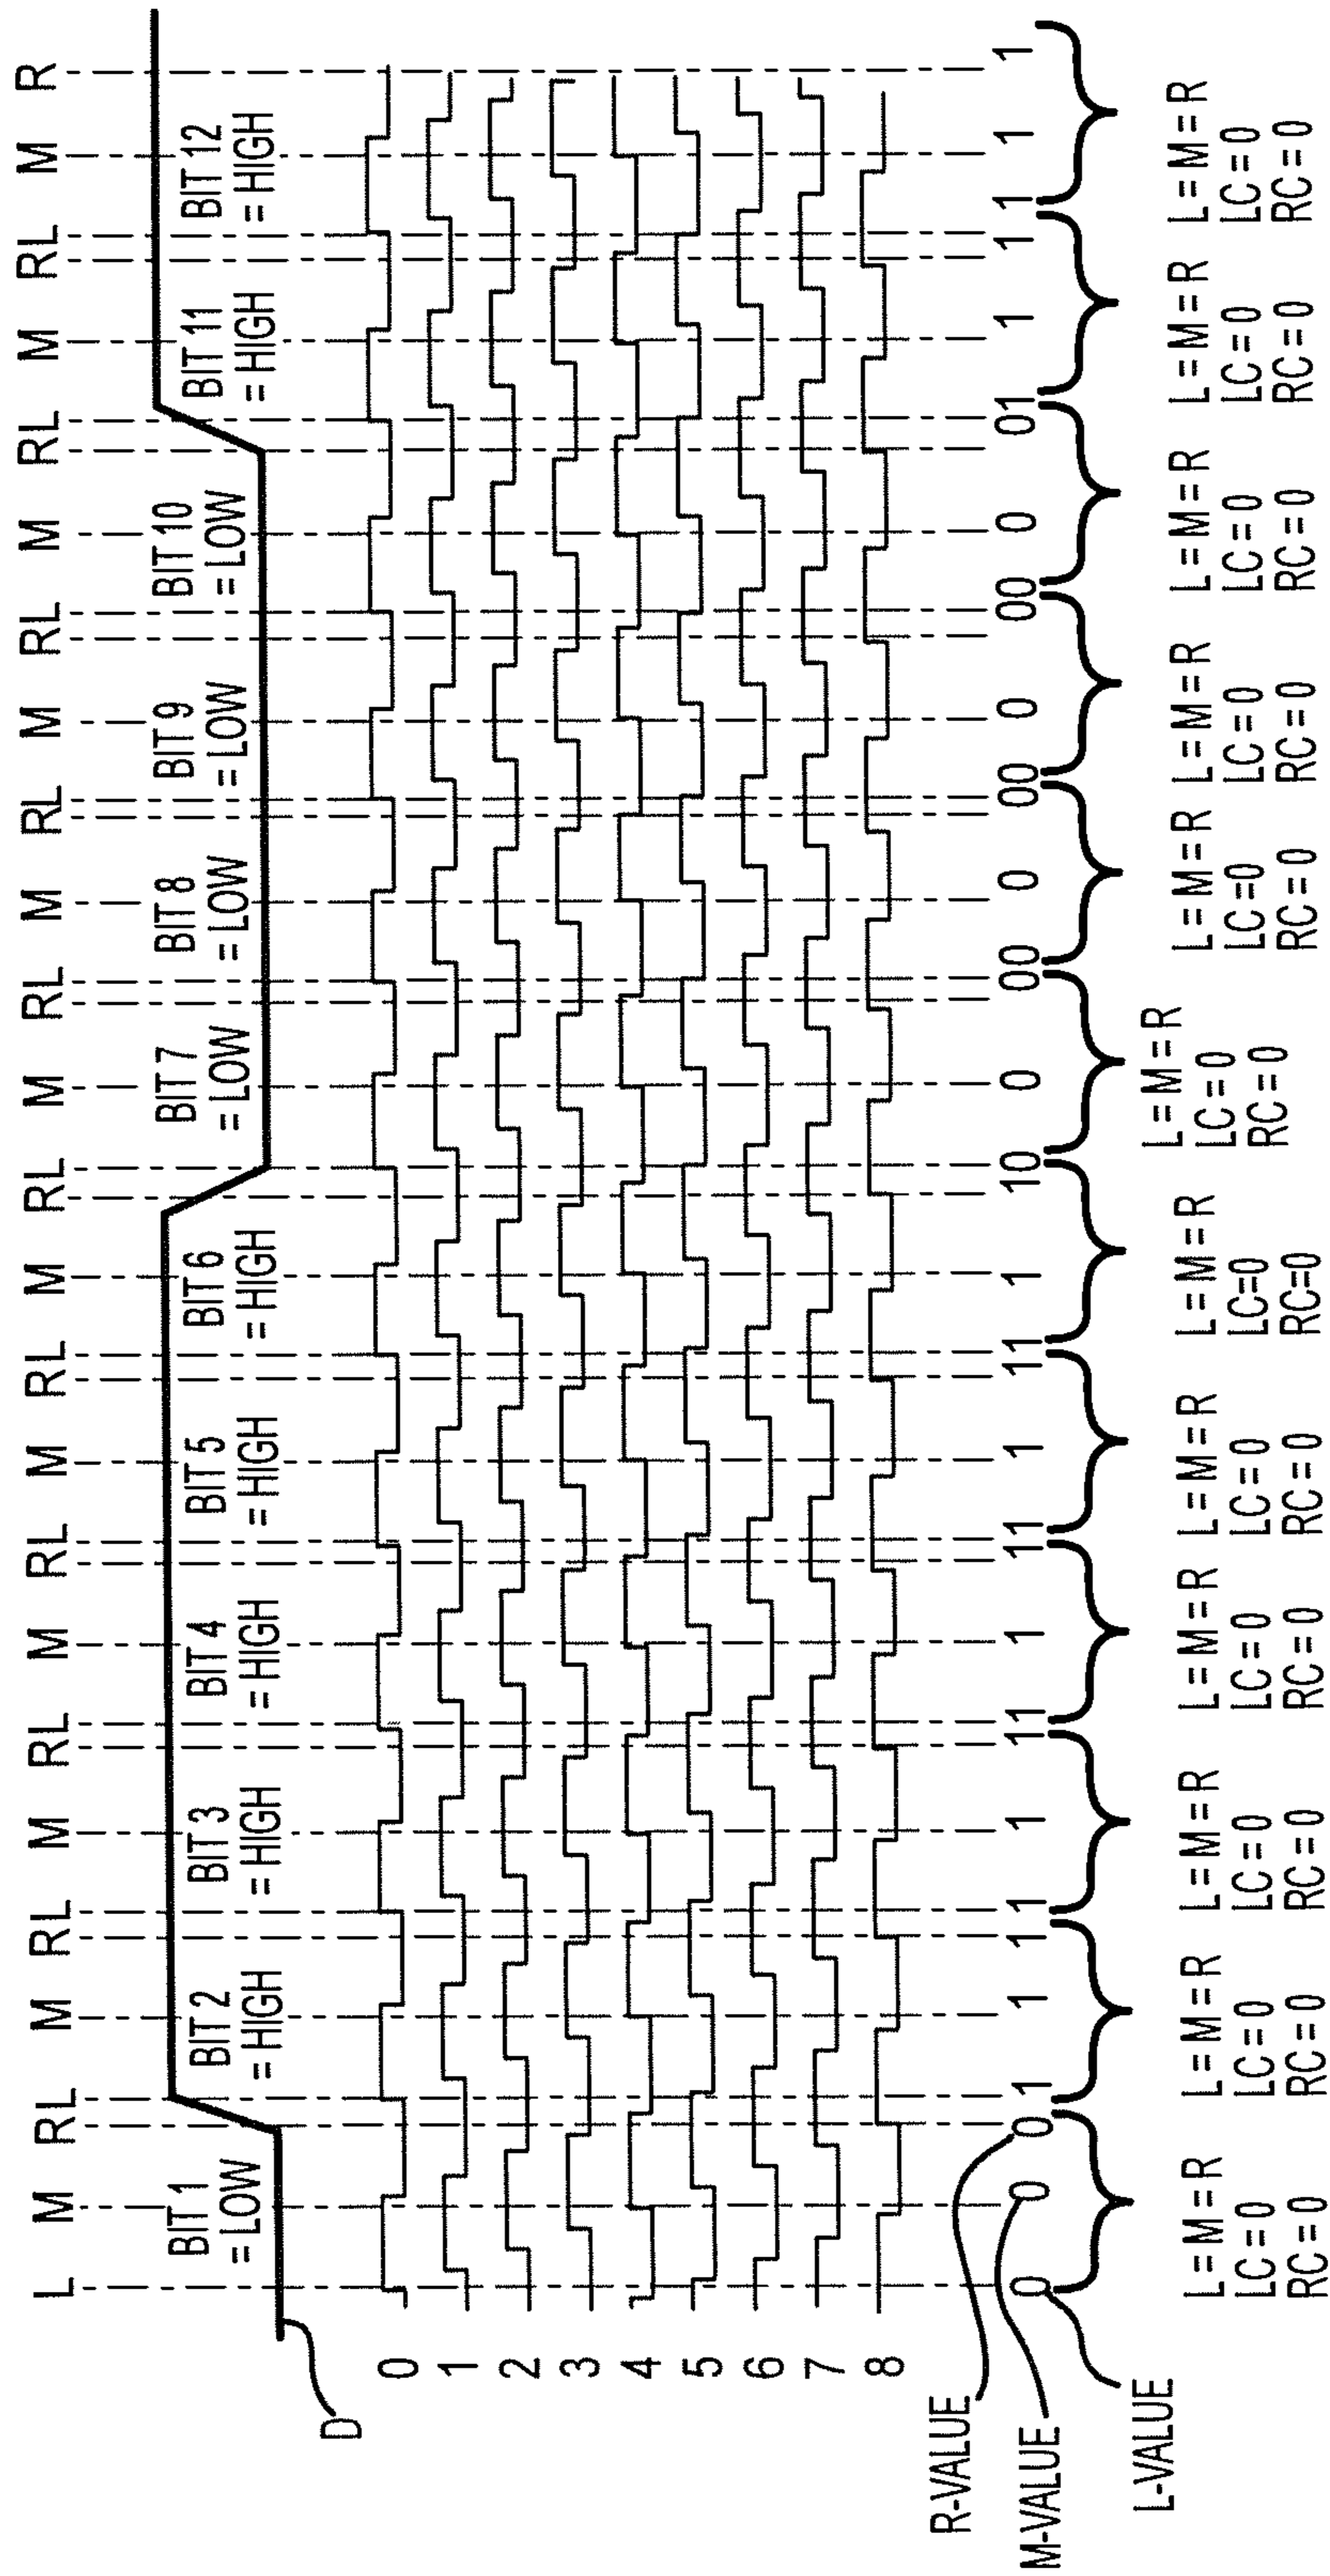 L M RL M RL M RL M RL M RL M RL M RL M RL M RL M RL M RL M R
BIT 1
= LOW
BIT 2
= HIGH
BIT 3
= HIGH
BIT 4
= HIGH
BIT 5
= HIGH
BIT 6
= HIGH
BIT 7
= LOW
BIT 8
= LOW
BIT 9
= LOW
BIT 10
= LOW
BIT 11
= HIGH
BIT 12
= HIGH
D
0
1
2
3
4
5
6
7
8
R-VALUE
M-VALUE
L-VALUE
0 0 0 1 1 1 1 1 11 1 11 1 11 1 10 0 00 0 00 0 00 0 01 1 1 1 1 1
L = M = R
LC = 0
RC = 0
L = M = R
LC = 0
RC = 0
L = M = R
LC = 0
RC = 0
L = M = R
LC = 0
RC = 0
L = M = R
LC = 0
RC = 0
L = M = R
LC=0
RC=0
L = M = R
LC = 0
RC = 0
L = M = R
LC=0
RC = 0
L = M = R
LC = 0
RC = 0
L = M = R
LC = 0
RC = 0
L = M = R
LC = 0
RC = 0
L = M = R
LC = 0
RC = 0